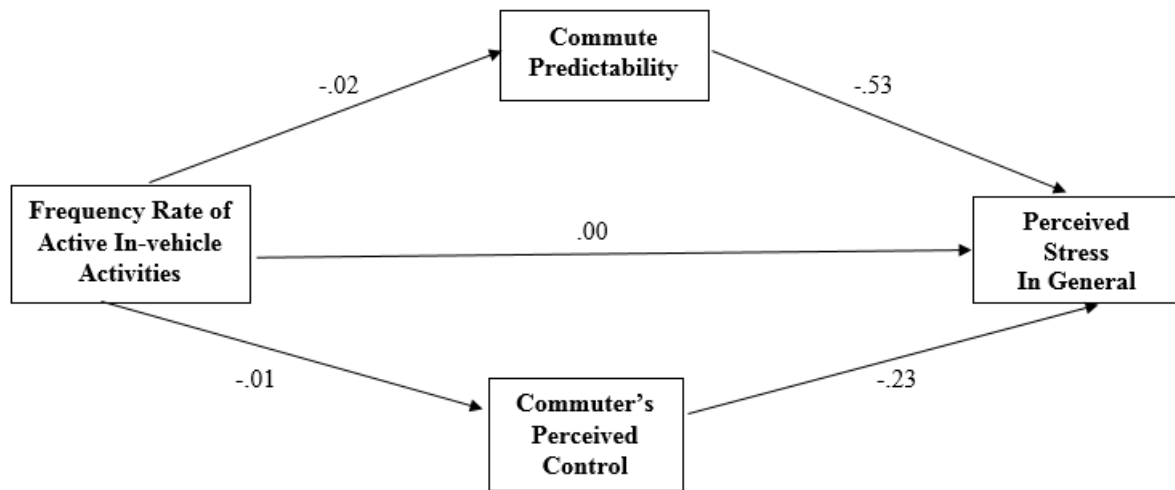 Commute
Predictability
-.02
-.53
Frequency Rate of
Active In-vehicle
Activities
.00
Perceived
Stress
In General
-.01
-.23
Commuter's
Perceived
Control